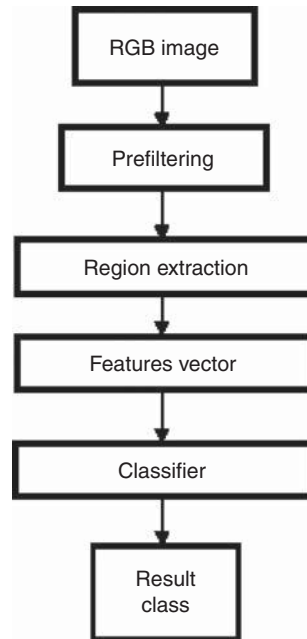 RGB image
Prefiltering
Region extraction
Features vector
Classifier
Result
class